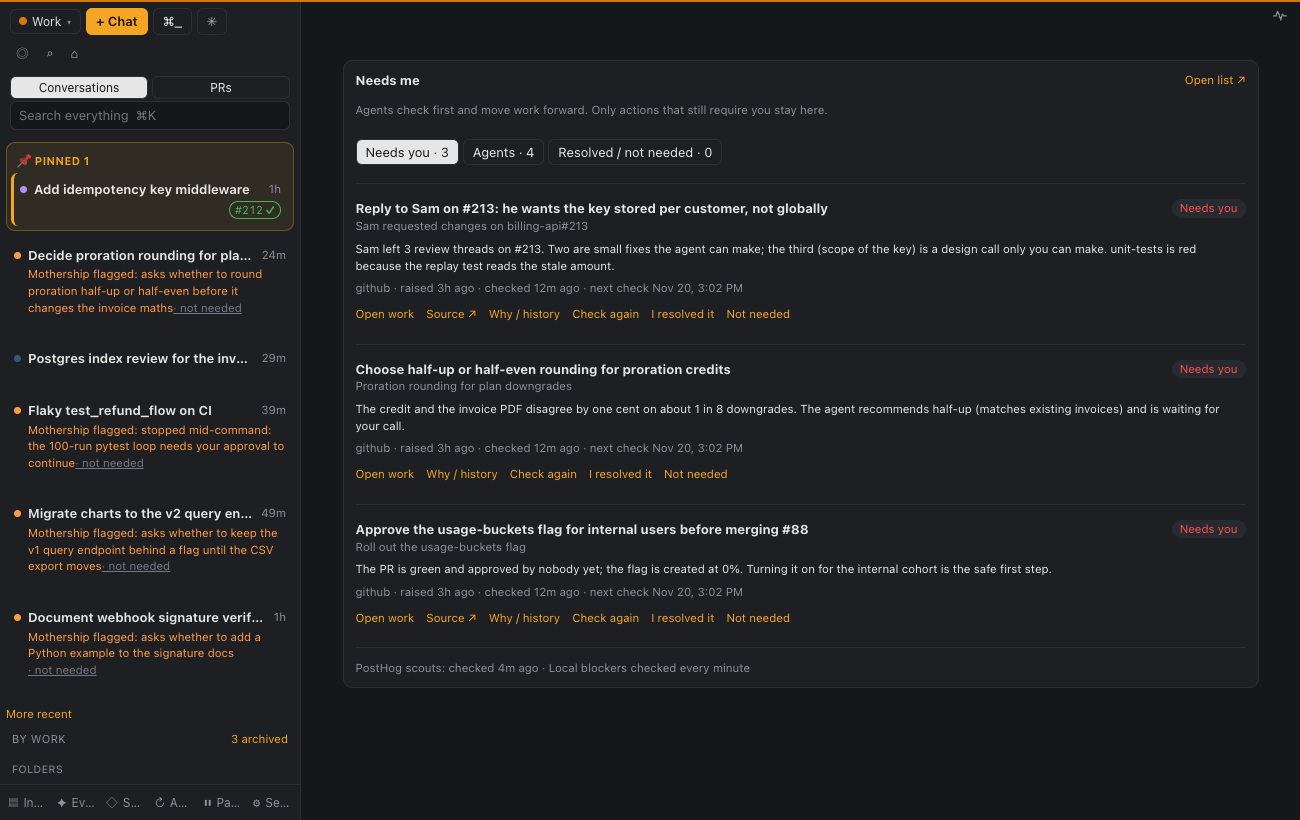 Work
+ Chat
⌘_
Conversations
PRs
Search everything ⌘K
PINNED 1
Add idempotency key middleware 1h
#212 ✓
Decide proration rounding for pla... 24m
Mothership flagged: asks whether to round
proration half-up or half-even before it
changes the invoice maths · not needed
Postgres index review for the inv... 29m
Flaky test_refund_flow on CI 39m
Mothership flagged: stopped mid-command:
the 100-run pytest loop needs your approval to
continue · not needed
Migrate charts to the v2 query en... 49m
Mothership flagged: asks whether to keep the
v1 query endpoint behind a flag until the CSV
export moves · not needed
Document webhook signature verif... 1h
Mothership flagged: asks whether to add a
Python example to the signature docs
· not needed
More recent
BY WORK 3 archived
FOLDERS
In... Ev... S... A... Pa... Se...
Needs me Open list ↗
Agents check first and move work forward. Only actions that still require you stay here.
Needs you · 3 Agents · 4 Resolved / not needed · 0
Reply to Sam on #213: he wants the key stored per customer, not globally Needs you
Sam requested changes on billing-api#213
Sam left 3 review threads on #213. Two are small fixes the agent can make; the third (scope of the key) is a design call only you can make. unit-tests is red
because the replay test reads the stale amount.
github · raised 3h ago · checked 12m ago · next check Nov 20, 3:02 PM
Open work Source ↗ Why / history Check again I resolved it Not needed
Choose half-up or half-even rounding for proration credits Needs you
Proration rounding for plan downgrades
The credit and the invoice PDF disagree by one cent on about 1 in 8 downgrades. The agent recommends half-up (matches existing invoices) and is waiting for
your call.
github · raised 3h ago · checked 12m ago · next check Nov 20, 3:02 PM
Open work Why / history Check again I resolved it Not needed
Approve the usage-buckets flag for internal users before merging #88 Needs you
Roll out the usage-buckets flag
The PR is green and approved by nobody yet; the flag is created at 0%. Turning it on for the internal cohort is the safe first step.
github · raised 3h ago · checked 12m ago · next check Nov 20, 3:02 PM
Open work Source ↗ Why / history Check again I resolved it Not needed
PostHog scouts: checked 4m ago · Local blockers checked every minute